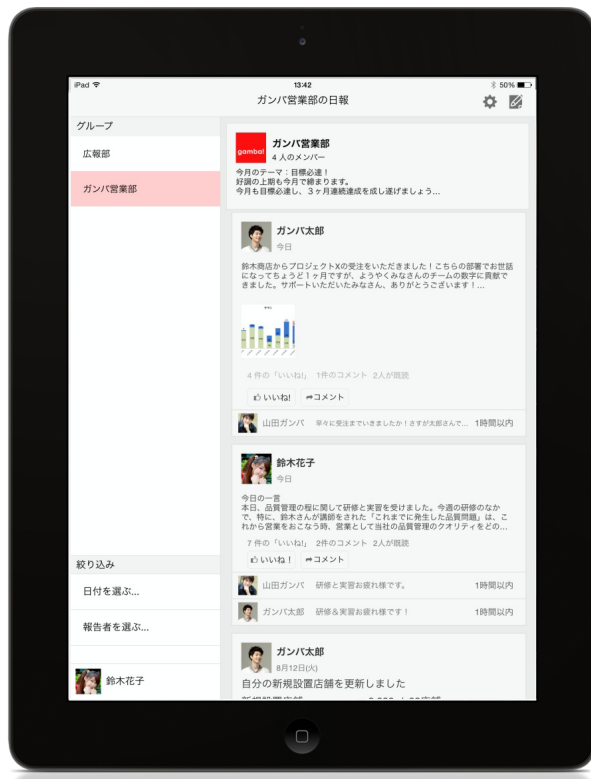 iPad
13:42
50%
ガンバ営業部の日報
グループ
広報部
ガンバ営業部
gamba!
ガンバ営業部
4 人のメンバー
今月のテーマ：目標必達！
好調の上期も今月で締まります。
今月も目標必達し、３ヶ月連続達成を成し遂げましょう…
ガンバ太郎
今日
鈴木商店からプロジェクトXの受注をいただきました！こちらの部署でお世話
になってちょうど1ヶ月ですが、ようやくみなさんのチームの数字に貢献で
きました。サポートいただいたみなさん、ありがとうございます！…
4 件の「いいね!」 1件のコメント 2人が既読
いいね! コメント
山田ガンバ 早々に受注までいきましたか！さすが太郎さんで… 1時間以内
鈴木花子
今日
今日の一言
本日、品質管理の程に関して研修と実習を受けました。今週の研修のなか
で、特に、鈴木さんが講師をされた「これまでに発生した品質問題」は、こ
れから営業をおこなう時、営業として当社の品質管理のクオリティをどの…
7 件の「いいね!」 2件のコメント 2人が既読
いいね！ コメント
山田ガンバ 研修と実習お疲れ様です。 1時間以内
ガンバ太郎 研修＆実習お疲れ様です！ 1時間以内
ガンバ太郎
8月12日(火)
自分の新規設置店舗を更新しました
絞り込み
日付を選ぶ...
報告者を選ぶ...
鈴木花子